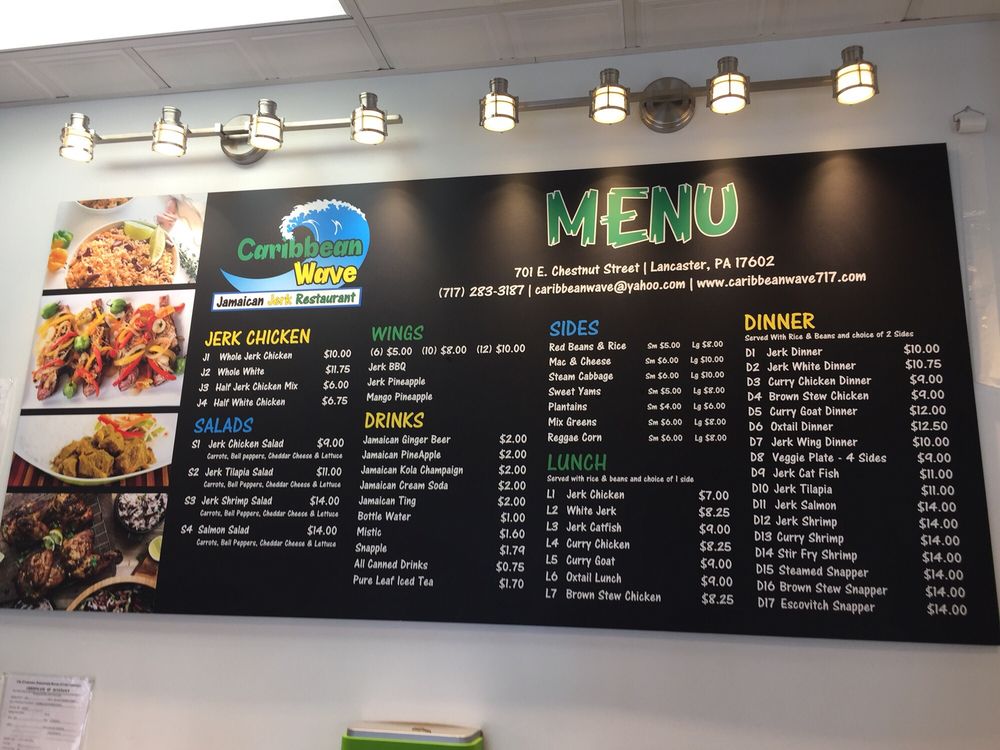 Caribbean
Wave
Jamaican Jerk Restaurant
MENU
701 E. Chestnut Street | Lancaster, PA 17602
(717) 283-3187 | caribbeanwave@yahoo.com | www.caribbeanwave717.com
JERK CHICKEN
J1 Whole Jerk Chicken $10.00
J2 Whole White $11.75
J3 Half Jerk Chicken Mix $6.00
J4 Half White Chicken $6.75
SALADS
S1 Jerk Chicken Salad $9.00
Carrots, Bell peppers, Cheddar Cheese & Lettuce
S2 Jerk Tilapia Salad $11.00
Carrots, Bell Peppers, Cheddar Cheese & Lettuce
S3 Jerk Shrimp Salad $14.00
Carrots, Bell Peppers, Cheddar Cheese & Lettuce
S4 Salmon Salad $14.00
Carrots, Bell Peppers, Cheddar Cheese & Lettuce
WINGS
(6) $5.00 (10) $8.00 (12) $10.00
Jerk BBQ
Jerk Pineapple
Mango Pineapple
DRINKS
Jamaican Ginger Beer $2.00
Jamaican PineApple $2.00
Jamaican Kola Champaign $2.00
Jamaican Cream Soda $2.00
Jamaican Ting $2.00
Bottle Water $1.00
Mistic $1.60
Snapple $1.79
All Canned Drinks $0.75
Pure Leaf Iced Tea $1.70
SIDES
Red Beans & Rice Sm $5.00 Lg $8.00
Mac & Cheese Sm $6.00 Lg $10.00
Steam Cabbage Sm $6.00 Lg $10.00
Sweet Yams Sm $5.00 Lg $8.00
Plantains Sm $4.00 Lg $6.00
Mix Greens Sm $6.00 Lg $8.00
Reggae Corn Sm $6.00 Lg $8.00
LUNCH
Served with rice & beans and choice of 1 side
L1 Jerk Chicken $7.00
L2 White Jerk $8.25
L3 Jerk Catfish $9.00
L4 Curry Chicken $8.25
L5 Curry Goat $9.00
L6 Oxtail Lunch $9.00
L7 Brown Stew Chicken $8.25
DINNER
Served With Rice & Beans and choice of 2 Sides
D1 Jerk Dinner $10.00
D2 Jerk White Dinner $10.75
D3 Curry Chicken Dinner $9.00
D4 Brown Stew Chicken $9.00
D5 Curry Goat Dinner $12.00
D6 Oxtail Dinner $12.50
D7 Jerk Wing Dinner $10.00
D8 Veggie Plate - 4 Sides $9.00
D9 Jerk Cat Fish $11.00
D10 Jerk Tilapia $11.00
D11 Jerk Salmon $14.00
D12 Jerk Shrimp $14.00
D13 Curry Shrimp $14.00
D14 Stir Fry Shrimp $14.00
D15 Steamed Snapper $14.00
D16 Brown Stew Snapper $14.00
D17 Escovitch Snapper $14.00